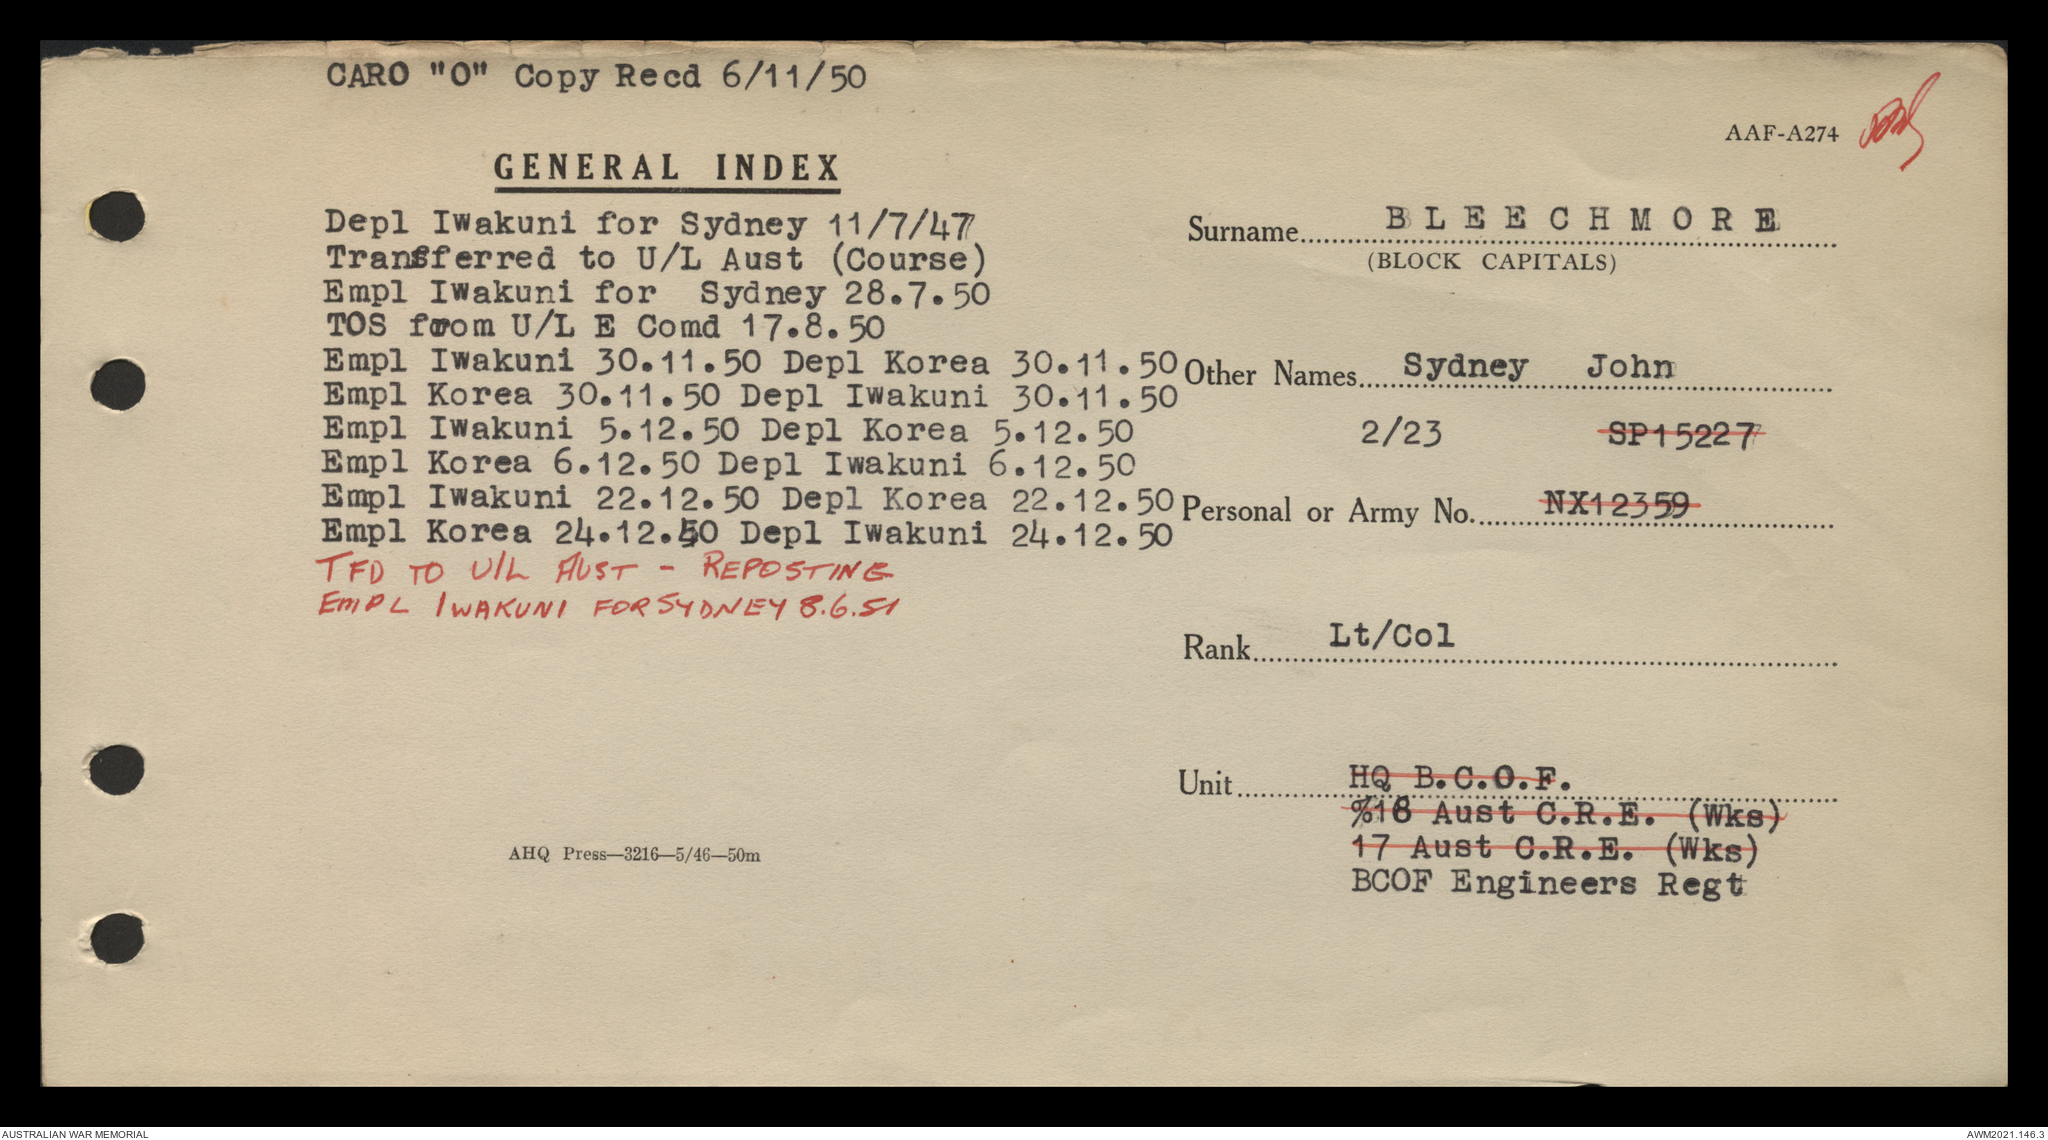 CARO "O" Copy Recd 6/11/50
AAF-A274
GENERAL INDEX
Depl Iwakuni for Sydney 11/7/47
Transferred to U/L Aust (Course)
Empl Iwakuni for Sydney 28.7.50
TOS from U/L E Comd 17.8.50
Empl Iwakuni 30.11.50 Depl Korea 30.11.50
Empl Korea 30.11.50 Depl Iwakuni 30.11.50
Empl Iwakuni 5.12.50 Depl Korea 5.12.50
Empl Korea 6.12.50 Depl Iwakuni 6.12.50
Empl Iwakuni 22.12.50 Depl Korea 22.12.50
Empl Korea 24.12.50 Depl Iwakuni 24.12.50
TFD TO U/L AUST - REPOSTING
EMPL IWAKUNI FOR SYDNEY 8.6.51
AHQ Press—3216—5/46—50m
Surname BLEECHMORE
(BLOCK CAPITALS)
Other Names Sydney John
2/23 SP15227
Personal or Army No. NX12359
Rank Lt/Col
Unit HQ B.C.O.F.
18 Aust C.R.E. (Wks)
17 Aust C.R.E. (Wks)
BCOF Engineers Regt
AUSTRALIAN WAR MEMORIAL
AWM2021.146.3